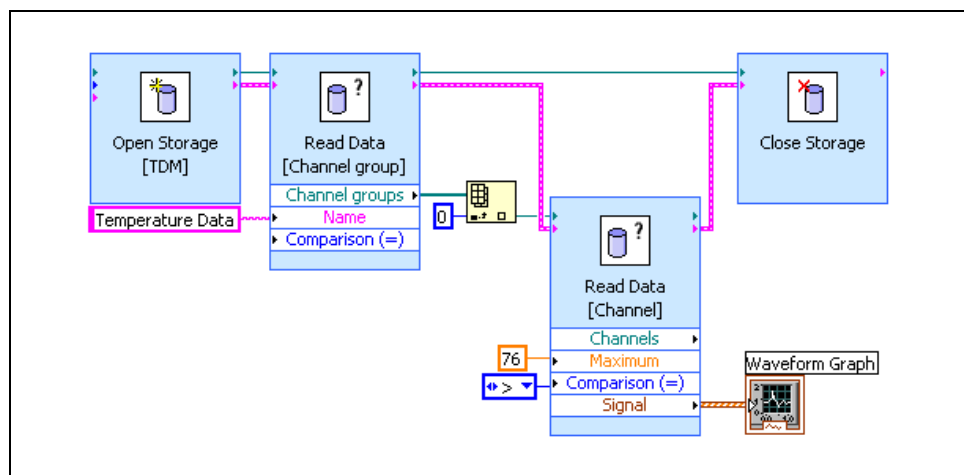 Open Storage
[TDM]
Read Data
[Channel group]
Channel groups
Name
Comparison (=)
Temperature Data
0
Close Storage
Read Data
[Channel]
Channels
Maximum
Comparison (=)
Signal
76
>
Waveform Graph